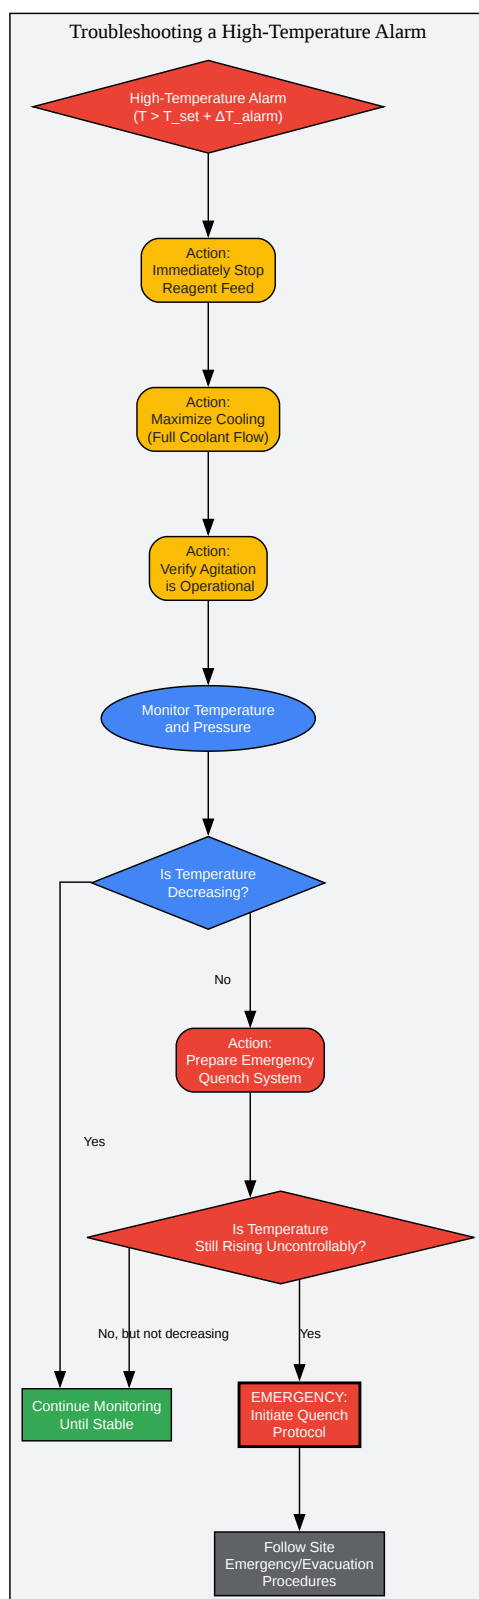 Troubleshooting a High-Temperature Alarm
High-Temperature Alarm
(T > T_set + ΔT_alarm)
Action:
Immediately Stop
Reagent Feed
Action:
Maximize Cooling
(Full Coolant Flow)
Action:
Verify Agitation
is Operational
Monitor Temperature
and Pressure
Is Temperature
Decreasing?
No
Action:
Prepare Emergency
Quench System
Yes
Is Temperature
Still Rising Uncontrollably?
No, but not decreasing
Yes
Continue Monitoring
Until Stable
EMERGENCY:
Initiate Quench
Protocol
Follow Site
Emergency/Evacuation
Procedures